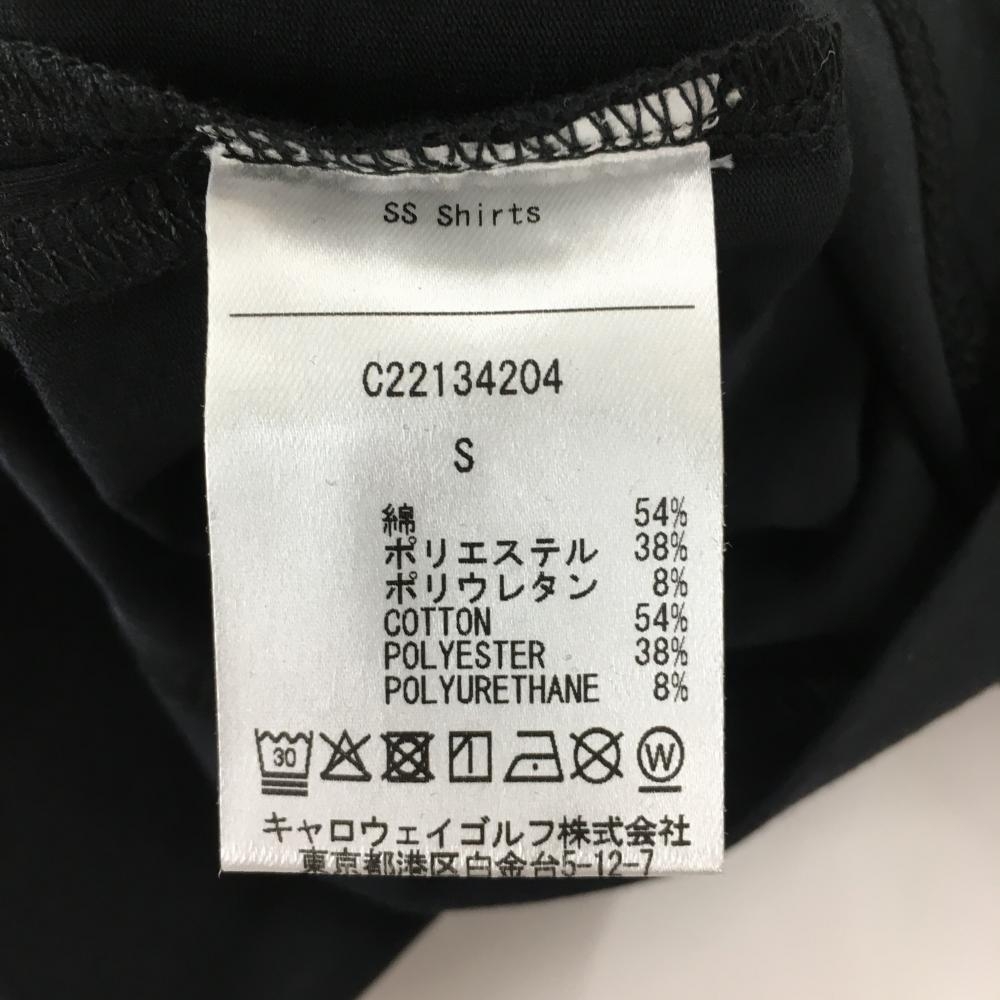 SS Shirts
C22134204
S
綿 54%
ポリエステル 38%
ポリウレタン 8%
COTTON 54%
POLYESTER 38%
POLYURETHANE 8%
30 W
キャロウェイゴルフ株式会社
東京都港区白金台5-12-7